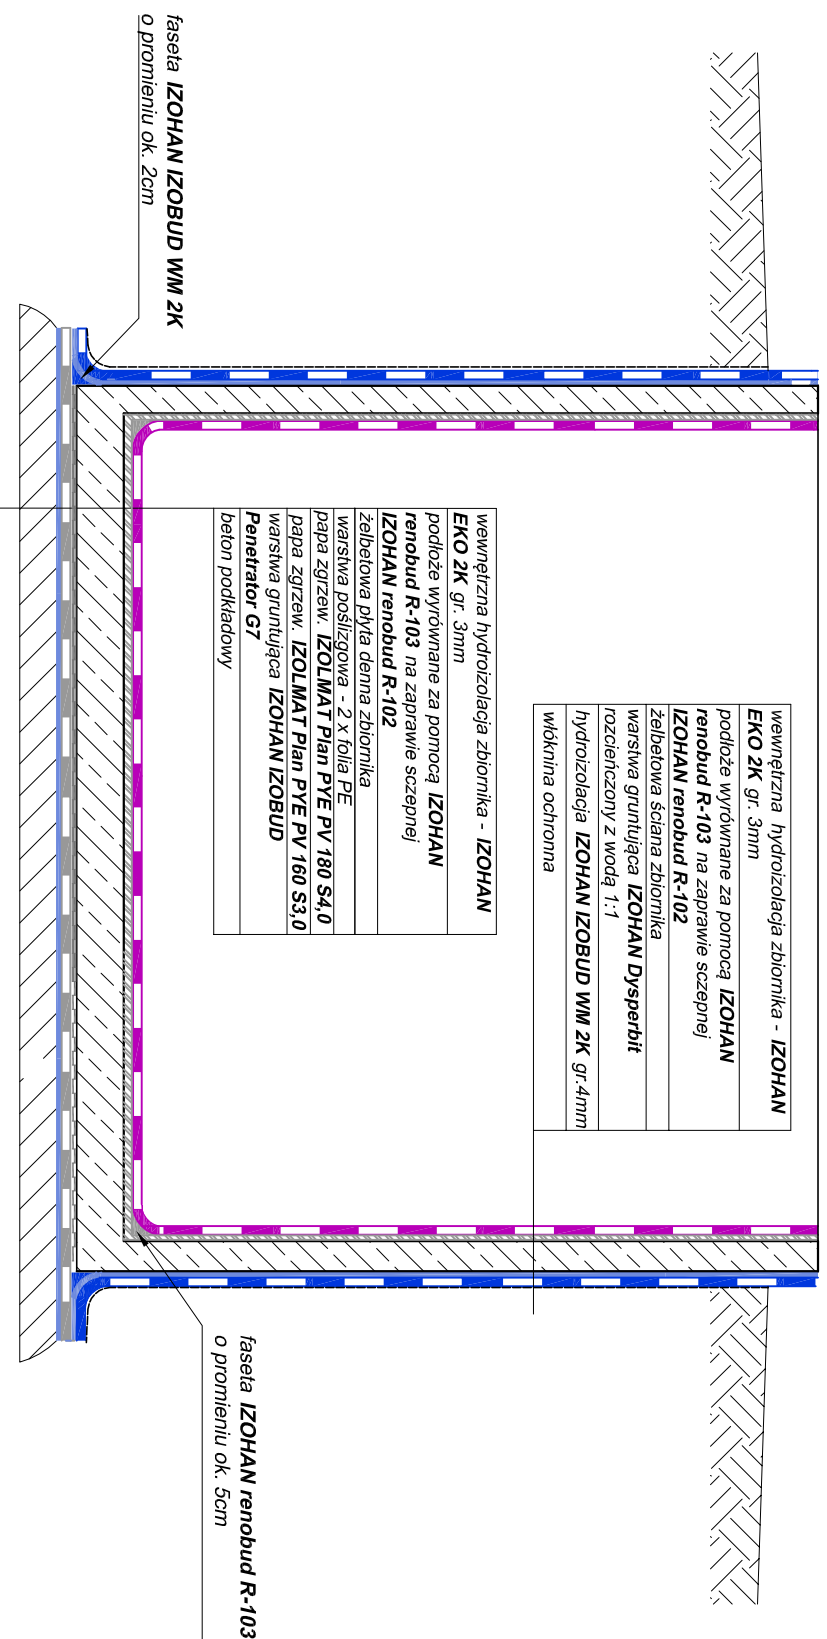 faseta IZOHAN IZOBUD WM 2K
o promieniu ok. 2cm
wewnętrzna hydroizolacja zbiornika - IZOHAN
EKO 2K gr. 3mm
podłoże wyrównane za pomocą IZOHAN
renobud R-103 na zaprawie sczepnej
IZOHAN renobud R-102
żelbetowa ściana zbiornika
warstwa gruntująca IZOHAN Dysperbit
rozcieńczony z wodą 1:1
hydroizolacja IZOHAN IZOBUD WM 2K gr.4mm
włóknina ochronna
wewnętrzna hydroizolacja zbiornika - IZOHAN
EKO 2K gr. 3mm
podłoże wyrównane za pomocą IZOHAN
renobud R-103 na zaprawie sczepnej
IZOHAN renobud R-102
żelbetowa płyta denna zbiornika
warstwa poślizgowa - 2 x folia PE
papa zgrzew. IZOLMAT Plan PYE PV 180 S4,0
papa zgrzew. IZOLMAT Plan PYE PV 160 S3,0
warstwa gruntująca IZOHAN IZOBUD
Penetrator G7
beton podkładowy
faseta IZOHAN renobud R-103
o promieniu ok. 5cm